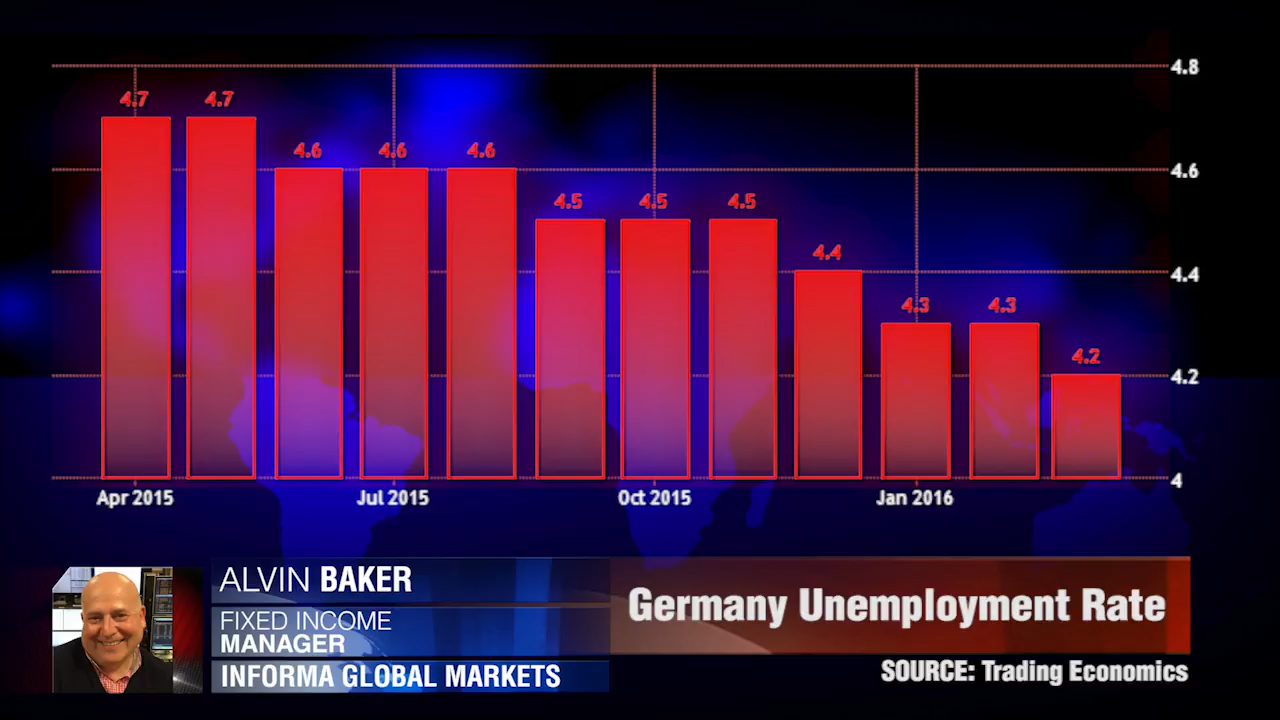 4.8
4.7 4.7
4.6 4.6 4.6
4.6
4.5 4.5 4.5
4.4
4.4
4.3 4.3
4.2
4.2
4
Apr 2015 Jul 2015 Oct 2015 Jan 2016
ALVIN BAKER
FIXED INCOME
MANAGER
INFORMA GLOBAL MARKETS
Germany Unemployment Rate
SOURCE: Trading Economics